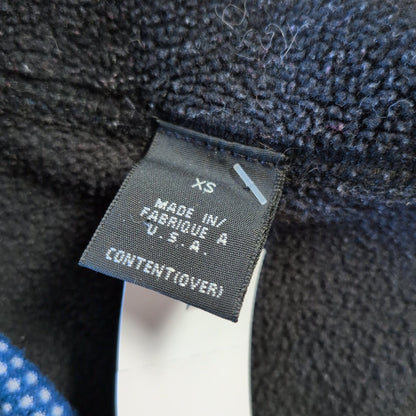 XS
MADE IN/
FABRIQUE A
U.S.A.
CONTENT(OVER)